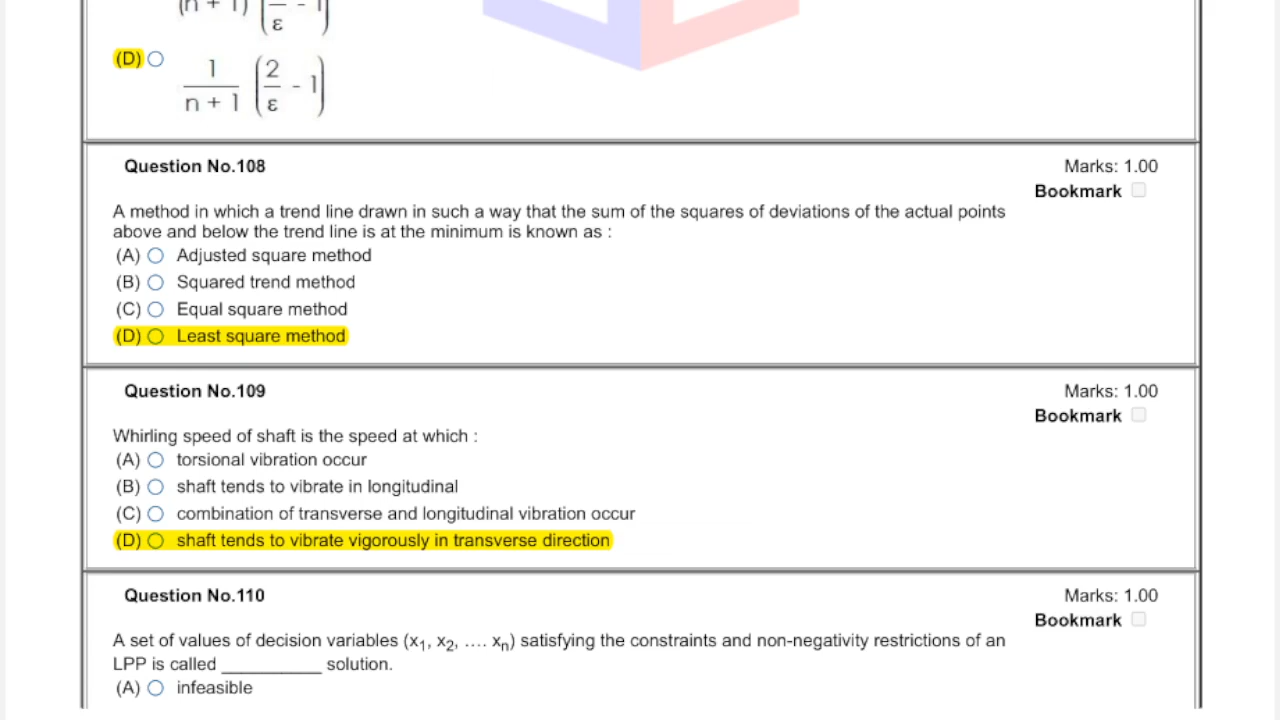 (n + 1) (— - 1)
ε
(D)
1 (2 - 1)
n + 1 ε
Question No.108 Marks: 1.00
Bookmark
A method in which a trend line drawn in such a way that the sum of the squares of deviations of the actual points
above and below the trend line is at the minimum is known as :
(A) Adjusted square method
(B) Squared trend method
(C) Equal square method
(D) Least square method
Question No.109 Marks: 1.00
Bookmark
Whirling speed of shaft is the speed at which :
(A) torsional vibration occur
(B) shaft tends to vibrate in longitudinal
(C) combination of transverse and longitudinal vibration occur
(D) shaft tends to vibrate vigorously in transverse direction
Question No.110 Marks: 1.00
Bookmark
A set of values of decision variables (x₁, x₂, .... xₙ) satisfying the constraints and non-negativity restrictions of an
LPP is called ___________ solution.
(A) infeasible